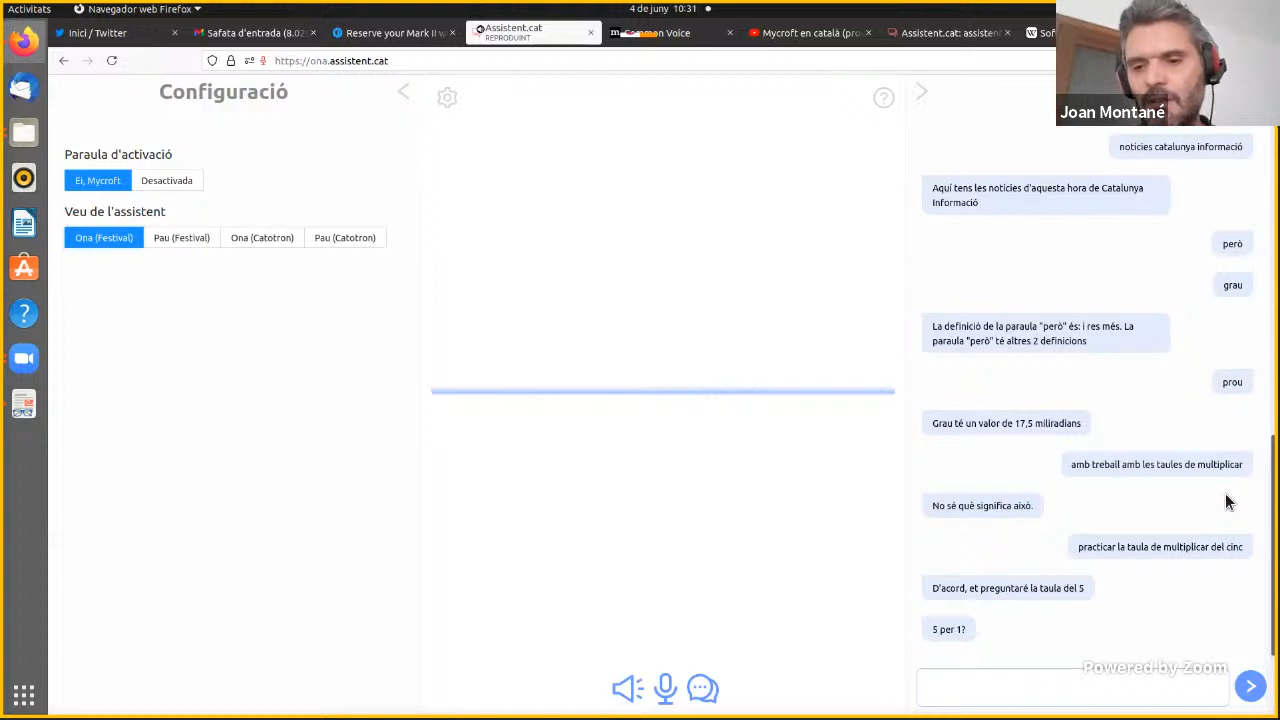 Activitats
Navegador web Firefox
4 de juny 10:31
Inici / Twitter
Safata d'entrada (8.02
Reserve your Mark II w
Assistent.cat
REPRODUINT
Common Voice
Mycroft en català (pro
Assistent.cat: assisten
Sof
https://ona.assistent.cat
Joan Montané
Configuració
Paraula d'activació
Ei, Mycroft
Desactivada
Veu de l'assistent
Ona (Festival)
Pau (Festival)
Ona (Catotron)
Pau (Catotron)
noticies catalunya informació
Aquí tens les notícies d'aquesta hora de Catalunya
Informació
però
grau
La definició de la paraula "però" és: i res més. La
paraula "però" té altres 2 definicions
prou
Grau té un valor de 17,5 miliradians
amb treball amb les taules de multiplicar
No sé què significa això.
practicar la taula de multiplicar del cinc
D'acord, et preguntaré la taula del 5
5 per 1?
Powered by Zoom